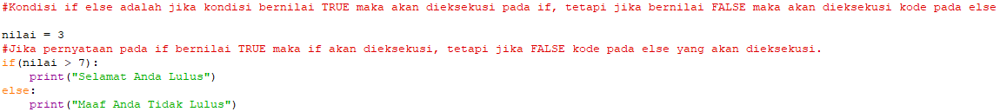 #Kondisi if else adalah jika kondisi bernilai TRUE maka akan dieksekusi pada if, tetapi jika bernilai FALSE maka akan dieksekusi kode pada else
nilai = 3
#Jika pernyataan pada if bernilai TRUE maka if akan dieksekusi, tetapi jika FALSE kode pada else yang akan dieksekusi.
if(nilai > 7):
    print("Selamat Anda Lulus")
else:
    print("Maaf Anda Tidak Lulus")